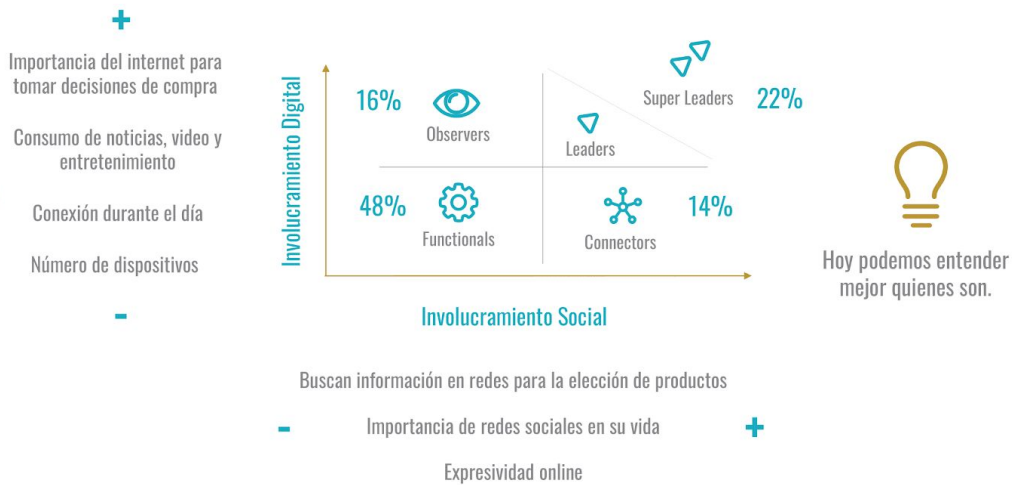 +
Importancia del internet para
tomar decisiones de compra
Consumo de noticias, video y
entretenimiento
Conexión durante el día
Número de dispositivos
-
Involucramiento Digital
16%
Observers
Leaders
Super Leaders
22%
48%
Functionals
Connectors
14%
Involucramiento Social
Buscan información en redes para la elección de productos
-
Importancia de redes sociales en su vida
+
Expresividad online
Hoy podemos entender
mejor quienes son.